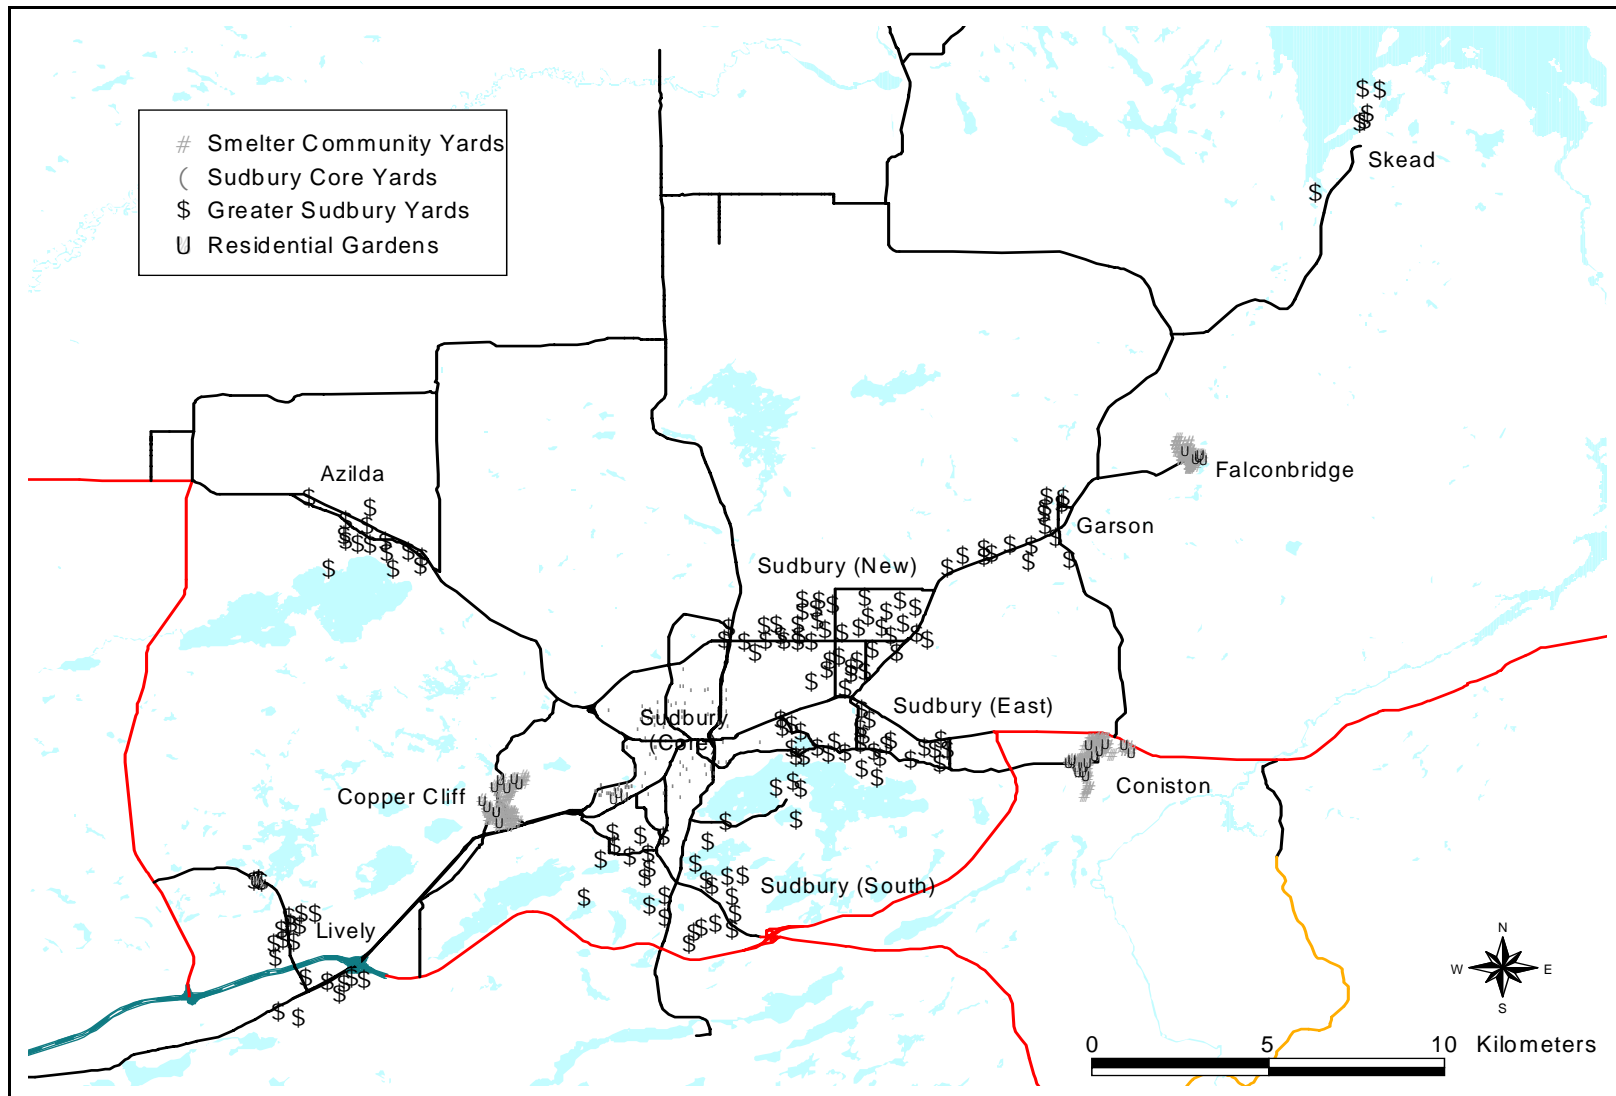 # Smelter Community Yards
( Sudbury Core Yards
$ Greater Sudbury Yards
U Residential Gardens
Skead
Azilda
Falconbridge
Garson
Sudbury (New)
Sudbury (East)
Sudbury
(Core)
Copper Cliff
Coniston
Sudbury (South)
Lively
N
W E
S
0 5 10 Kilometers